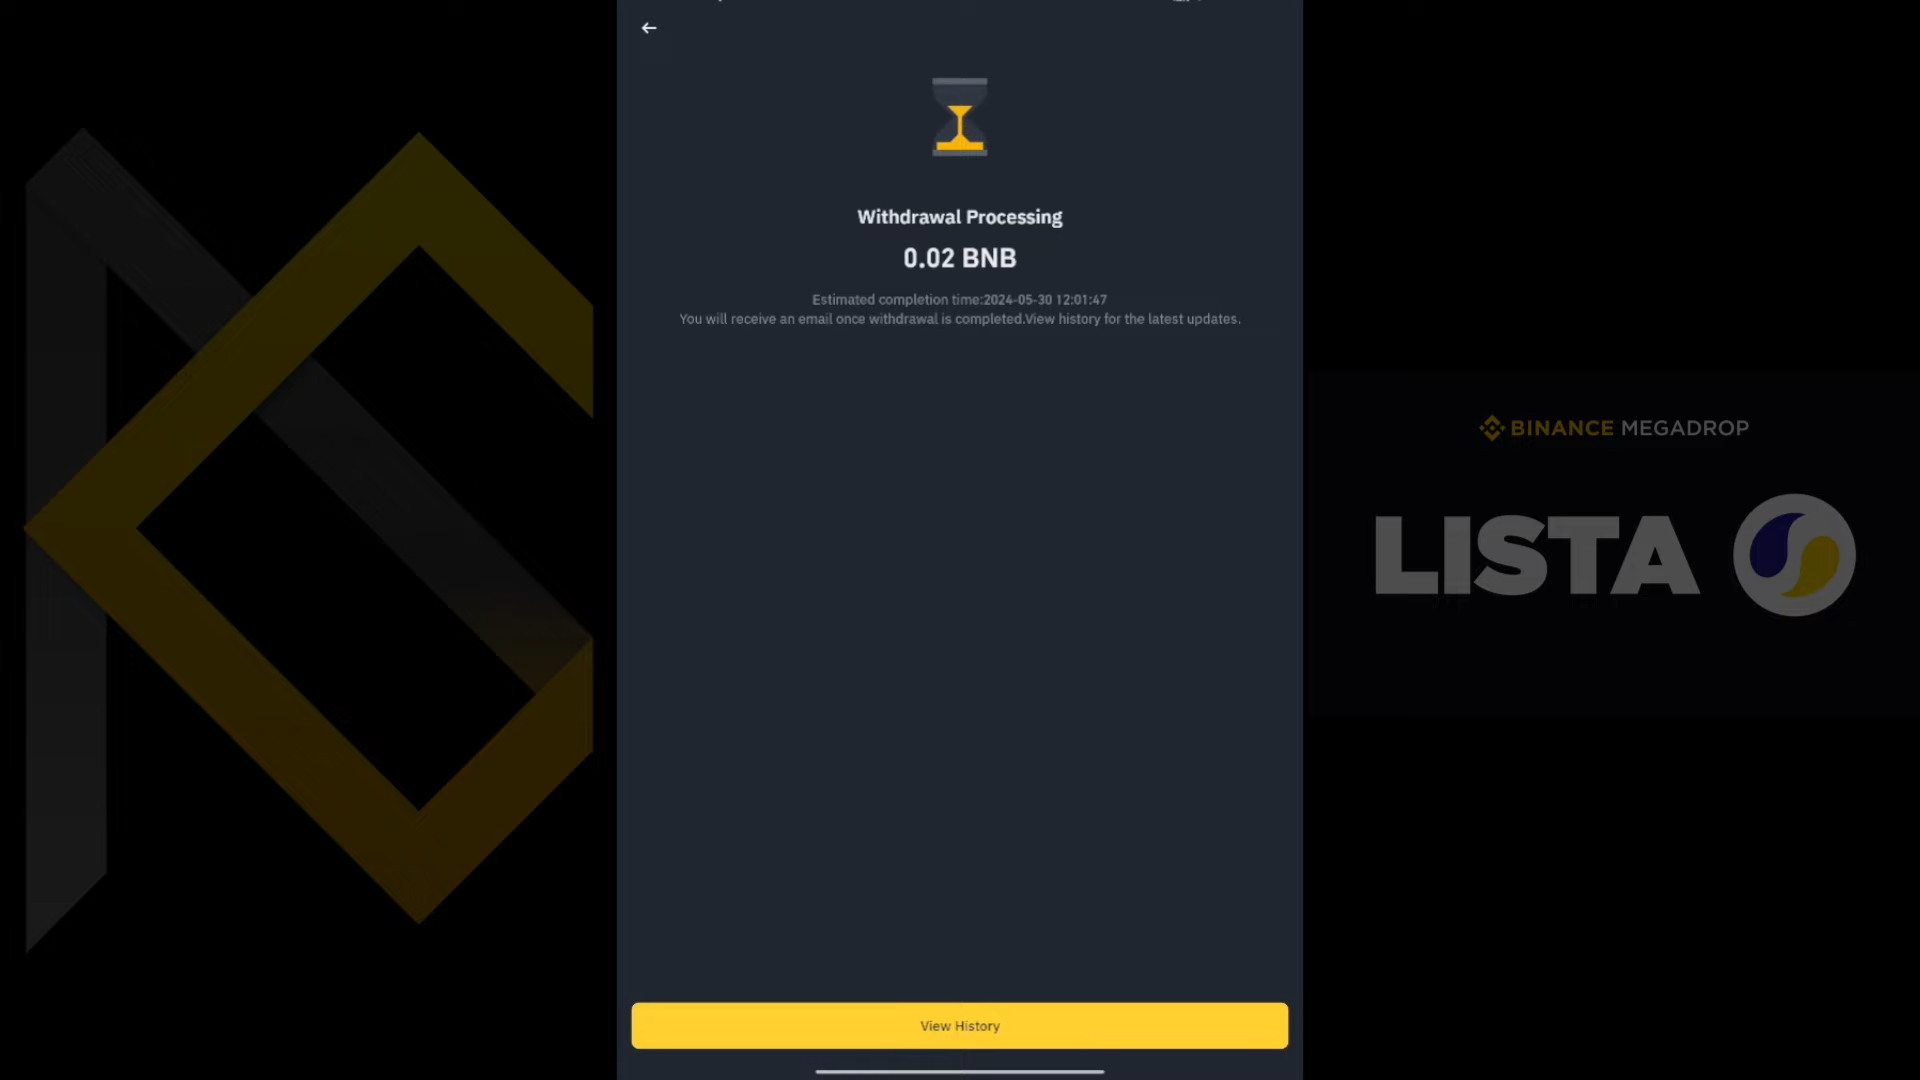 Withdrawal Processing
0.02 BNB
Estimated completion time:2024-05-30 12:01:47
You will receive an email once withdrawal is completed.View history for the latest updates.
View History
BINANCE MEGADROP
LISTA